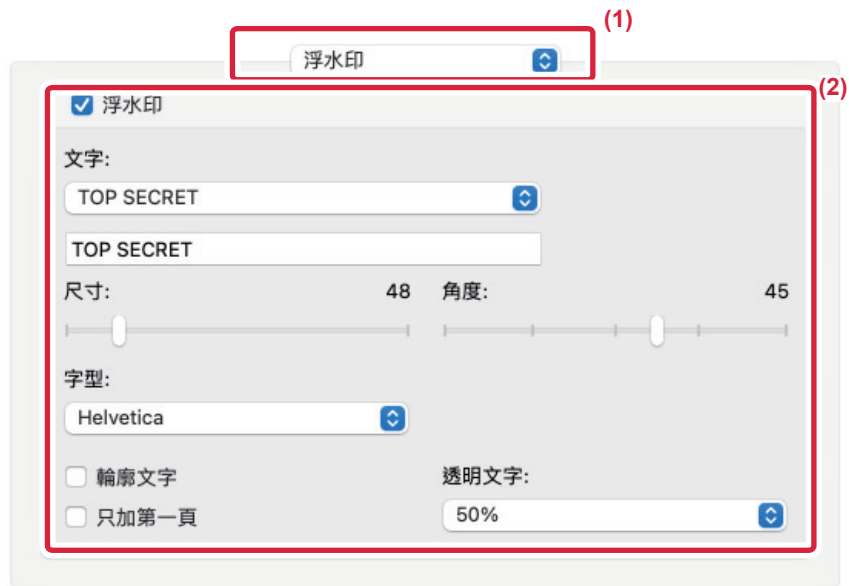 (1)
浮水印
(2)
浮水印
文字:
TOP SECRET
TOP SECRET
尺寸: 48 角度: 45
字型:
Helvetica
輪廓文字 透明文字:
只加第一頁 50%